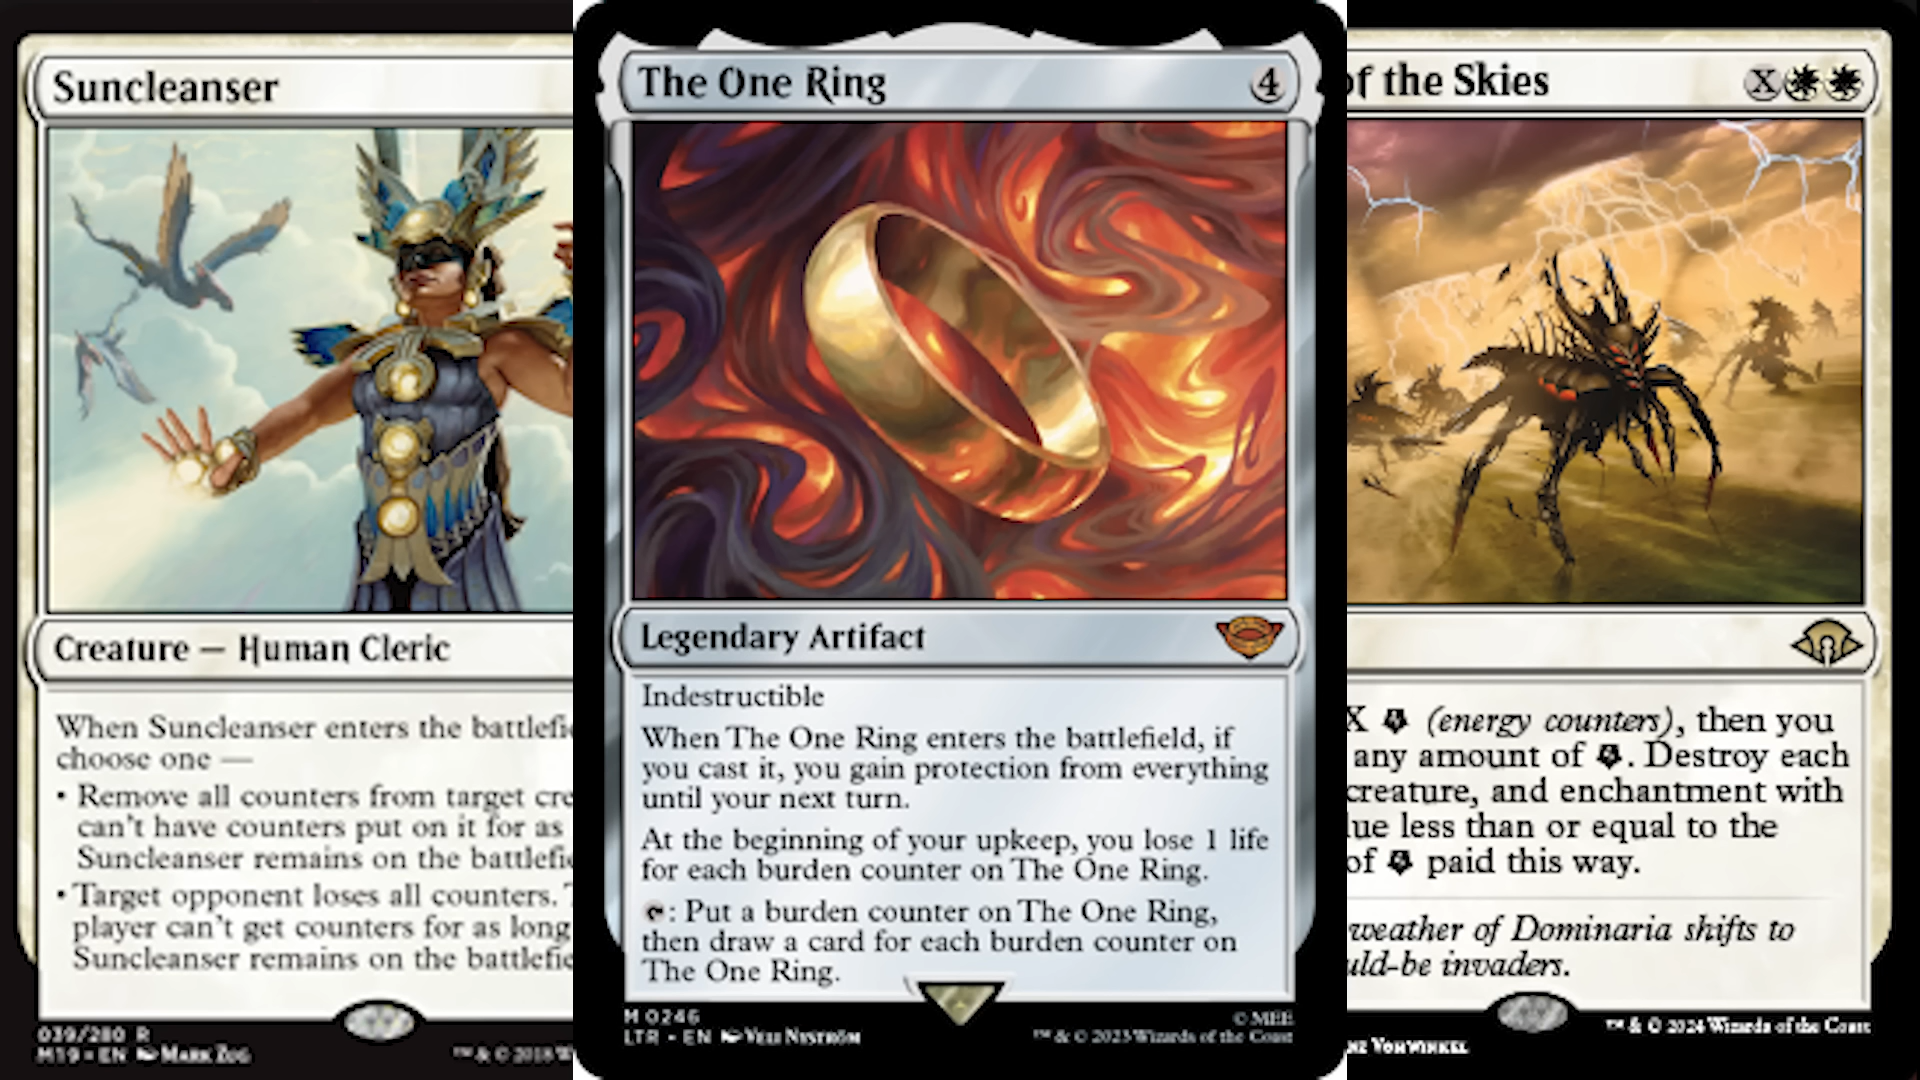 Suncleanser
Creature — Human Cleric
When Suncleanser enters the battlefi
choose one —
• Remove all counters from target cre
can't have counters put on it for as
Suncleanser remains on the battlefi
• Target opponent loses all counters. T
player can't get counters for as long
Suncleanser remains on the battlefi
039/280 R
M19 • EN MARK ZUG
™ & © 2018 W
The One Ring 4
Legendary Artifact
Indestructible
When The One Ring enters the battlefield, if
you cast it, you gain protection from everything
until your next turn.
At the beginning of your upkeep, you lose 1 life
for each burden counter on The One Ring.
: Put a burden counter on The One Ring,
then draw a card for each burden counter on
The One Ring.
M 0246
LTR • EN VELI NYSTRÖM
© MEE
™ & © 2023 Wizards of the Coast
of the Skies X
X (energy counters), then you
any amount of . Destroy each
creature, and enchantment with
lue less than or equal to the
of paid this way.
weather of Dominaria shifts to
uld-be invaders.
™ & © 2024 Wizards of the Coast
NZ VOHWINKEL